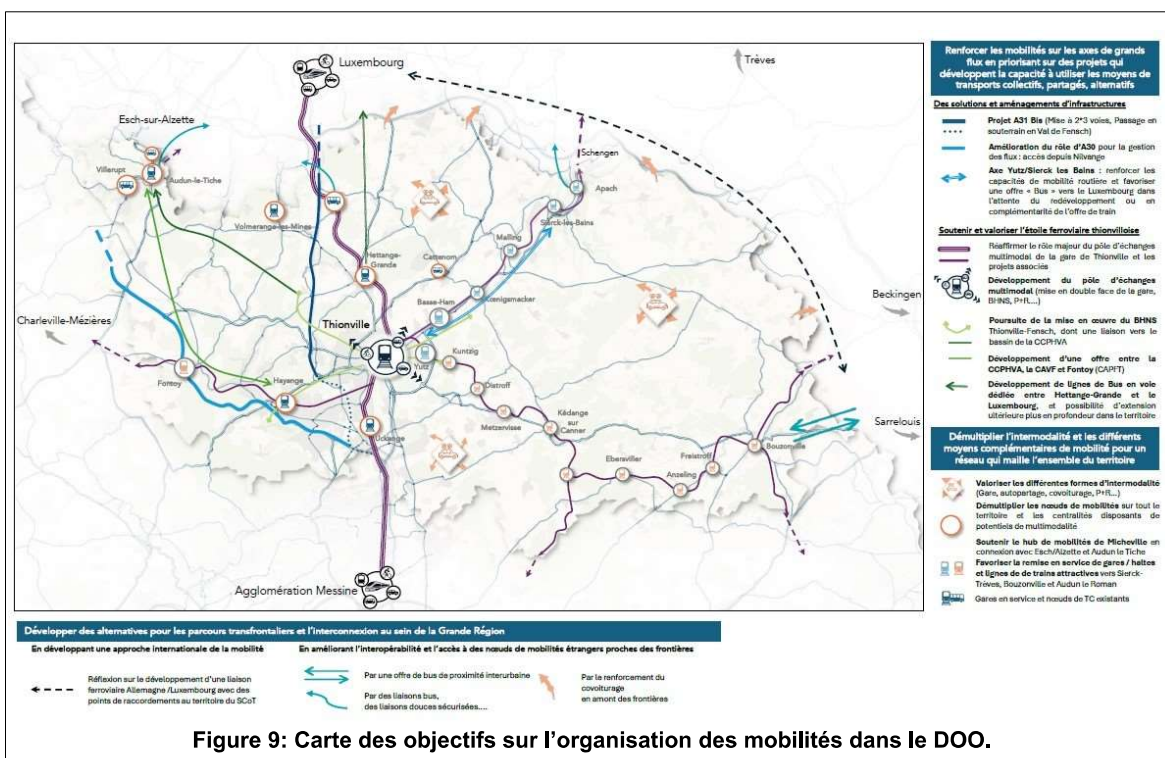 Luxembourg
Trèves
Esch-sur-Alzette
Villerupt
Audun-le-Tiche
Schengen
Apach
Volmerange-les-Mines
Sierck-les-Bains
Malling
Hettange-
Grande
Cattenom
Kœnigsmacker
Basse-Ham
Beckingen
Charleville-Mézières
Thionville
Yutz
Kuntzig
Fontoy
Hayange
Distroff
Metzervisse
Kédange
sur
Canner
Uckange
Sarrelouis
Bouzonville
Freistroff
Ebersviller
Anzeling
Agglomération Messine
Renforcer les mobilités sur les axes de grands
flux en priorisant sur des projets qui
développent la capacité à utiliser les moyens de
transports collectifs, partagés, alternatifs
Des solutions et aménagements d'infrastructures
Projet A31 Bis (Mise à 2*3 voies, Passage en
souterrain en Val de Fensch)
Amélioration du rôle d'A30 pour la gestion
des flux : accès depuis Nilvange
Axe Yutz/Sierck les Bains : renforcer les
capacités de mobilité routière et favoriser
une offre « Bus » vers le Luxembourg dans
l'attente du redéveloppement ou en
complémentarité de l'offre de train
Soutenir et valoriser l'étoile ferroviaire thionvilloise
Réaffirmer le rôle majeur du pôle d'échanges
multimodal de la gare de Thionville et les
projets associés
Développement du pôle d'échanges
multimodal (mise en double face de la gare,
BHNS, P+R....)
Poursuite de la mise en œuvre du BHNS
Thionville-Fensch, dont une liaison vers le
bassin de la CCPHVA
Développement d'une offre entre la
CCPHVA, la CAVF et Fontoy (CAPFT)
Développement de lignes de Bus en voie
dédiée entre Hettange-Grande et le
Luxembourg, et possibilité d'extension
ultérieure plus en profondeur dans le territoire
Démultiplier l'intermodalité et les différents
moyens complémentaires de mobilité pour un
réseau qui maille l'ensemble du territoire
Valoriser les différentes formes d'intermodalité
(Gare, autopartage, covoiturage, P+R...)
Démultiplier les nœuds de mobilités sur tout le
territoire et les centralités disposants de
potentiels de multimodalité
Soutenir le hub de mobilités de Micheville en
connexion avec Esch/Alzette et Audun le Tiche
Favoriser la remise en service de gares / haltes
et lignes de de trains attractives vers Sierck-
Trèves, Bouzonville et Audun le Roman
Gares en service et nœuds de TC existants
Développer des alternatives pour les parcours transfrontaliers et l'interconnexion au sein de la Grande Région
En développant une approche internationale de la mobilité
Réflexion sur le développement d'une liaison
ferroviaire Allemagne /Luxembourg avec des
points de raccordements au territoire du SCoT
En améliorant l'interopérabilité et l'accès à des nœuds de mobilités étrangers proches des frontières
Par une offre de bus de proximité interurbaine
Par des liaisons bus,
des liaisons douces sécurisées....
Par le renforcement du
covoiturage
en amont des frontières
Figure 9: Carte des objectifs sur l'organisation des mobilités dans le DOO.